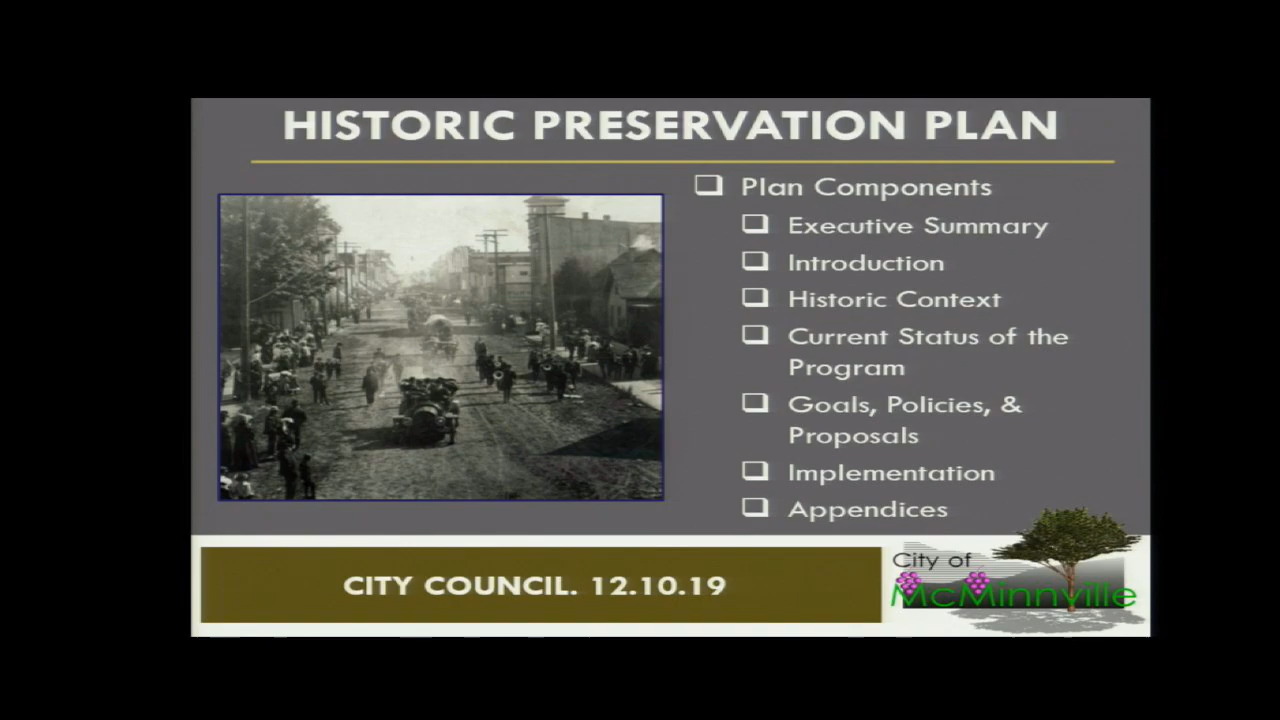 HISTORIC PRESERVATION PLAN
Plan Components
Executive Summary
Introduction
Historic Context
Current Status of the
Program
Goals, Policies, &
Proposals
Implementation
Appendices
CITY COUNCIL. 12.10.19
City of
McMinnville